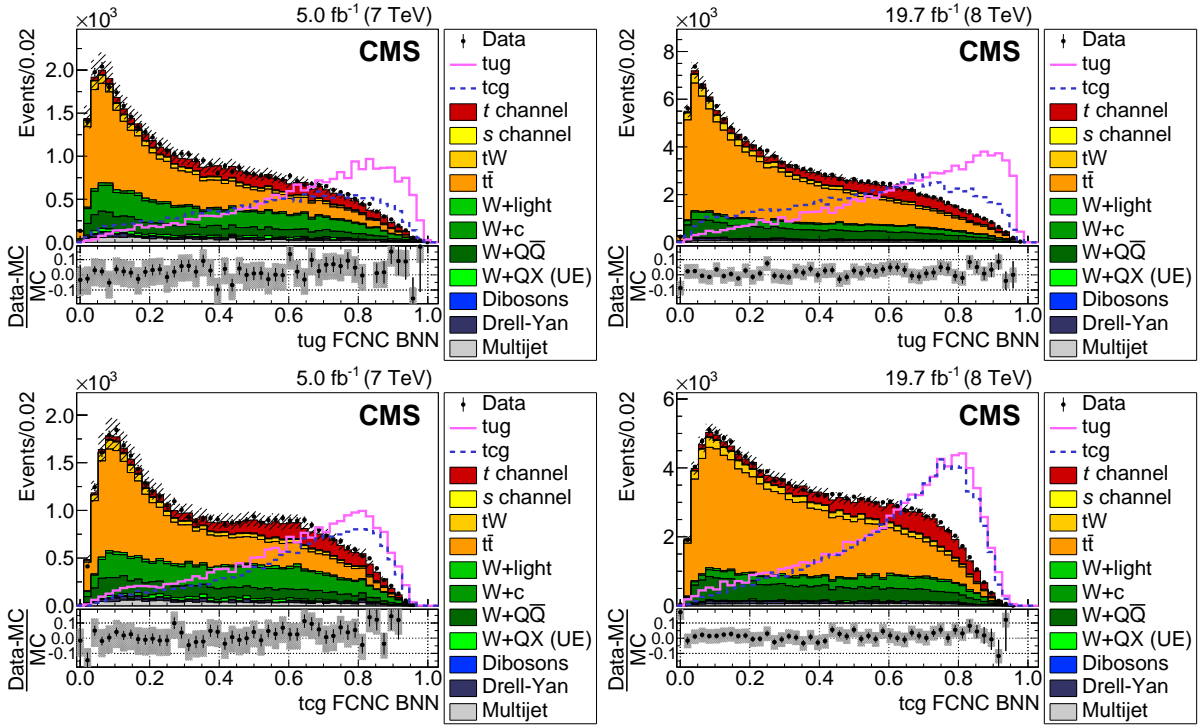 ×10³ 5.0 fb⁻¹ (7 TeV)
CMS
Events/0.02
2.0
1.5
1.0
0.5
0.0
Data-MC
MC
0.1
0.0
-0.1
0.0 0.2 0.4 0.6 0.8 1.0
tug FCNC BNN
Data
tug
tcg
t channel
s channel
tW
tt̄
W+light
W+c
W+QQ̅
W+QX (UE)
Dibosons
Drell-Yan
Multijet
×10³ 19.7 fb⁻¹ (8 TeV)
CMS
Events/0.02
8
6
4
2
0
Data-MC
MC
0.1
0.0
-0.1
0.0 0.2 0.4 0.6 0.8 1.0
tug FCNC BNN
Data
tug
tcg
t channel
s channel
tW
tt̄
W+light
W+c
W+QQ̅
W+QX (UE)
Dibosons
Drell-Yan
Multijet
×10³ 5.0 fb⁻¹ (7 TeV)
CMS
Events/0.02
2.0
1.5
1.0
0.5
0.0
Data-MC
MC
0.1
0.0
-0.1
0.0 0.2 0.4 0.6 0.8 1.0
tcg FCNC BNN
Data
tug
tcg
t channel
s channel
tW
tt̄
W+light
W+c
W+QQ̅
W+QX (UE)
Dibosons
Drell-Yan
Multijet
×10³ 19.7 fb⁻¹ (8 TeV)
CMS
Events/0.02
6
4
2
0
Data-MC
MC
0.1
0.0
-0.1
0.0 0.2 0.4 0.6 0.8 1.0
tcg FCNC BNN
Data
tug
tcg
t channel
s channel
tW
tt̄
W+light
W+c
W+QQ̅
W+QX (UE)
Dibosons
Drell-Yan
Multijet